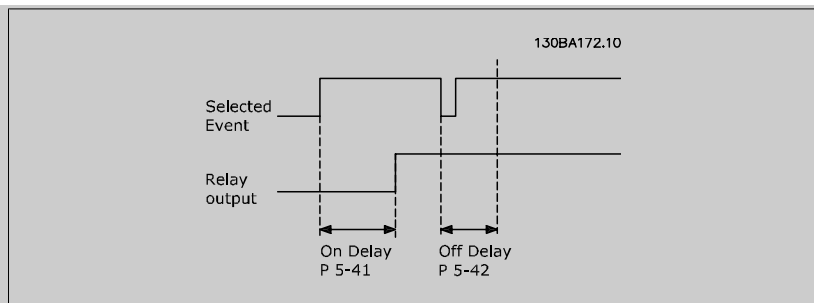 130BA172.10
Selected
Event
Relay
output
On Delay
P 5-41
Off Delay
P 5-42